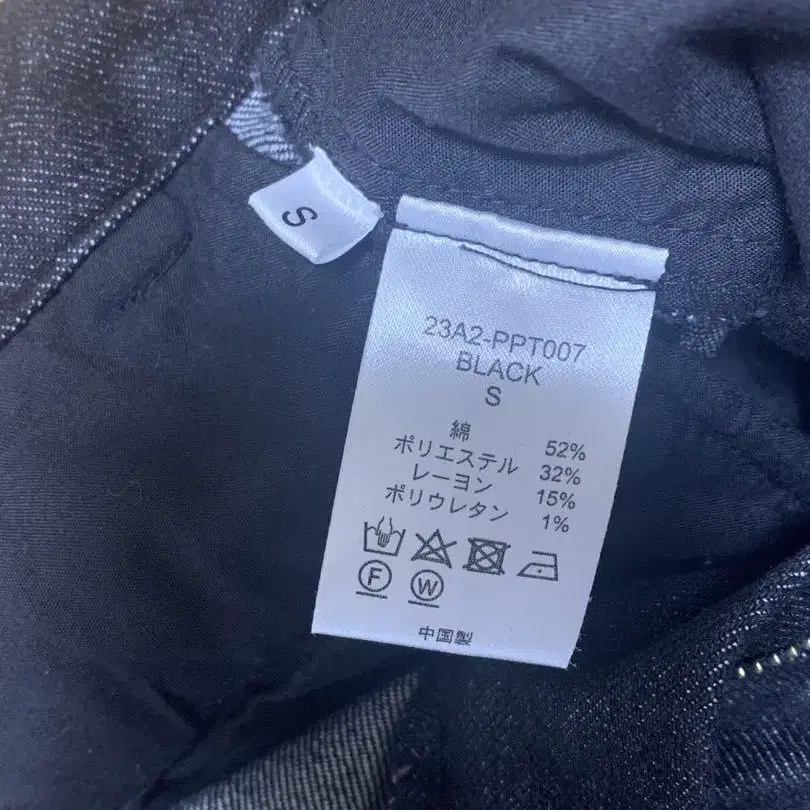 S
23A2-PPT007
BLACK
S
綿 52%
ポリエステル 32%
レーヨン 15%
ポリウレタン 1%
F W
中国製